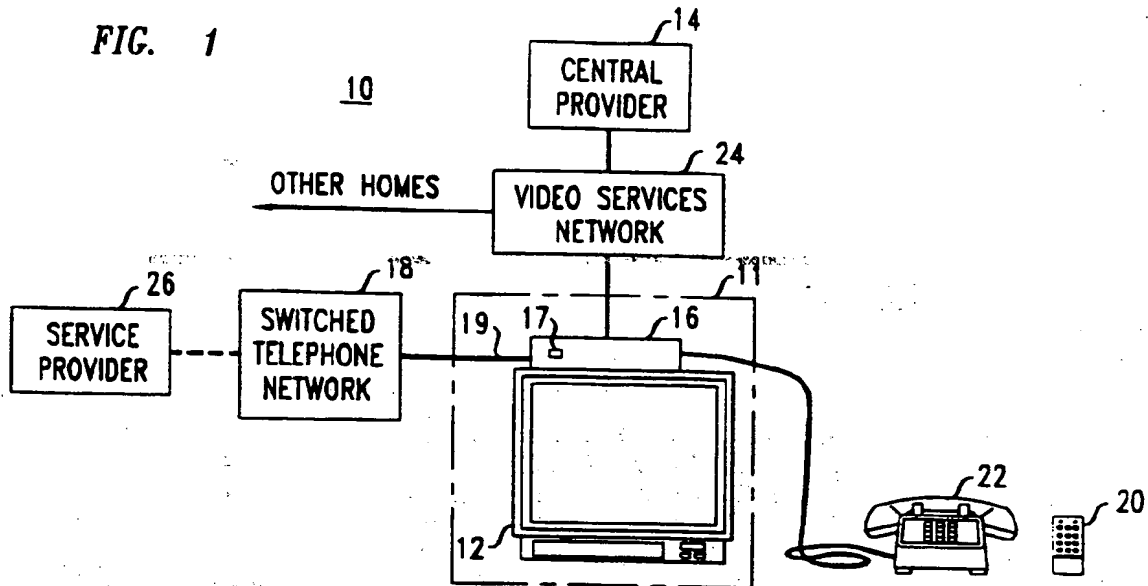 FIG. 1
10
14
CENTRAL
PROVIDER
24
OTHER HOMES
VIDEO SERVICES
NETWORK
11
26
18
SERVICE
PROVIDER
SWITCHED
TELEPHONE
NETWORK
19
17
16
12
22
20